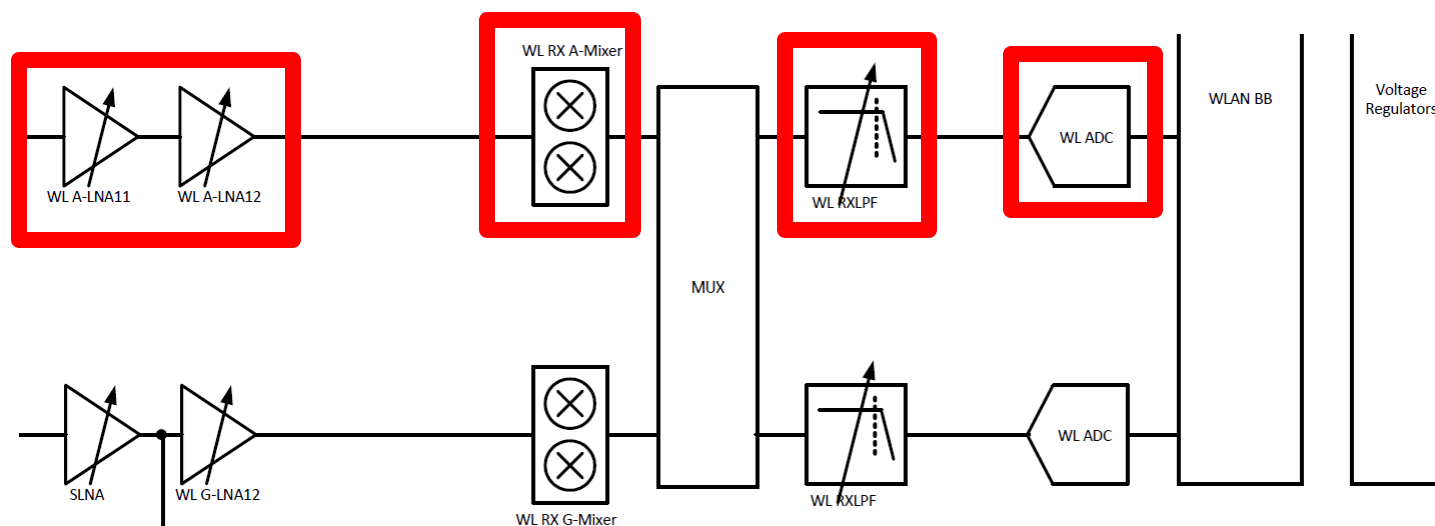 WL RX A-Mixer
WL A-LNA11
WL A-LNA12
WL RXLPF
WL ADC
WLAN BB
Voltage
Regulators
MUX
SLNA
WL G-LNA12
WL RX G-Mixer
WL RXLPF
WL ADC